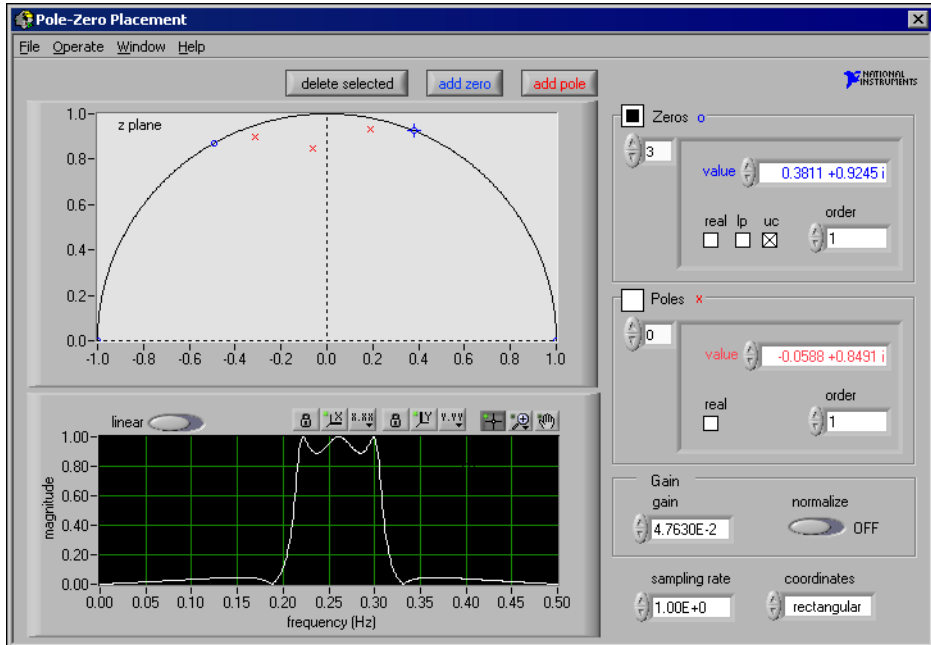 Pole-Zero Placement
File Operate Window Help
delete selected
add zero
add pole
NATIONAL INSTRUMENTS
z plane
1.0
0.8
0.6
0.4
0.2
0.0
-1.0 -0.8 -0.6 -0.4 -0.2 0.0 0.2 0.4 0.6 0.8 1.0
Zeros o
3
value 0.3811 +0.9245 i
real lp uc
order
1
Poles x
0
value -0.0588 +0.8491 i
real
order
1
linear
X X.XX Y Y.YY
1.00
0.80
0.60
0.40
0.20
0.00
magnitude
0.00 0.05 0.10 0.15 0.20 0.25 0.30 0.35 0.40 0.45 0.50
frequency (Hz)
Gain
gain
4.7630E-2
normalize
OFF
sampling rate
1.00E+0
coordinates
rectangular